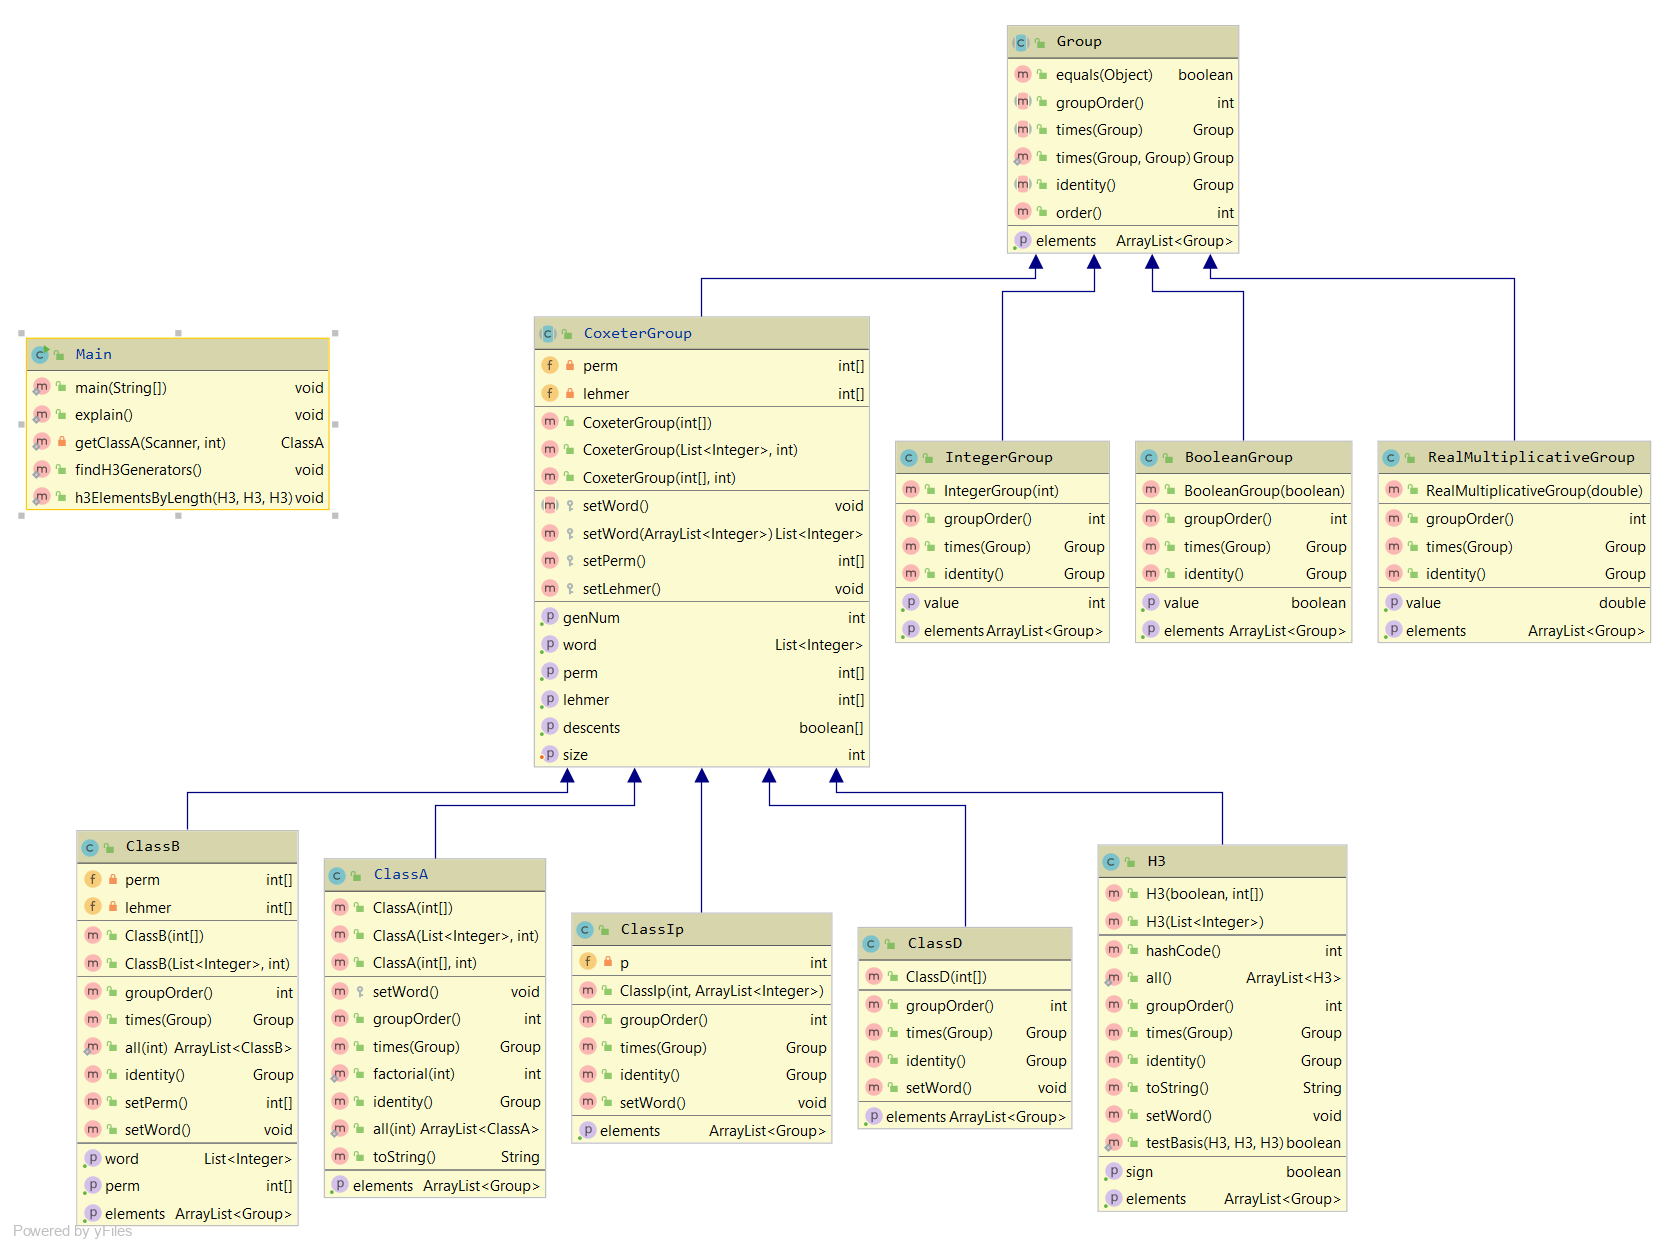 Group
equals(Object) boolean
groupOrder() int
times(Group) Group
times(Group, Group) Group
identity() Group
order() int
elements ArrayList<Group>
Main
main(String[]) void
explain() void
getClassA(Scanner, int) ClassA
findH3Generators() void
h3ElementsByLength(H3, H3, H3) void
CoxeterGroup
perm int[]
lehmer int[]
CoxeterGroup(int[])
CoxeterGroup(List<Integer>, int)
CoxeterGroup(int[], int)
setWord() void
setWord(ArrayList<Integer>) List<Integer>
setPerm() int[]
setLehmer() void
genNum int
word List<Integer>
perm int[]
lehmer int[]
descents boolean[]
size int
IntegerGroup
IntegerGroup(int)
groupOrder() int
times(Group) Group
identity() Group
value int
elements ArrayList<Group>
BooleanGroup
BooleanGroup(boolean)
groupOrder() int
times(Group) Group
identity() Group
value boolean
elements ArrayList<Group>
RealMultiplicativeGroup
RealMultiplicativeGroup(double)
groupOrder() int
times(Group) Group
identity() Group
value double
elements ArrayList<Group>
ClassB
perm int[]
lehmer int[]
ClassB(int[])
ClassB(List<Integer>, int)
groupOrder() int
times(Group) Group
all(int) ArrayList<ClassB>
identity() Group
setPerm() int[]
setWord() void
word List<Integer>
perm int[]
elements ArrayList<Group>
ClassA
ClassA(int[])
ClassA(List<Integer>, int)
ClassA(int[], int)
setWord() void
groupOrder() int
times(Group) Group
factorial(int) int
identity() Group
all(int) ArrayList<ClassA>
toString() String
elements ArrayList<Group>
ClassIp
p int
ClassIp(int, ArrayList<Integer>)
groupOrder() int
times(Group) Group
identity() Group
setWord() void
elements ArrayList<Group>
ClassD
ClassD(int[])
groupOrder() int
times(Group) Group
identity() Group
setWord() void
elements ArrayList<Group>
H3
H3(boolean, int[])
H3(List<Integer>)
hashCode() int
all() ArrayList<H3>
groupOrder() int
times(Group) Group
identity() Group
toString() String
setWord() void
testBasis(H3, H3, H3) boolean
sign boolean
elements ArrayList<Group>
Powered by yFiles